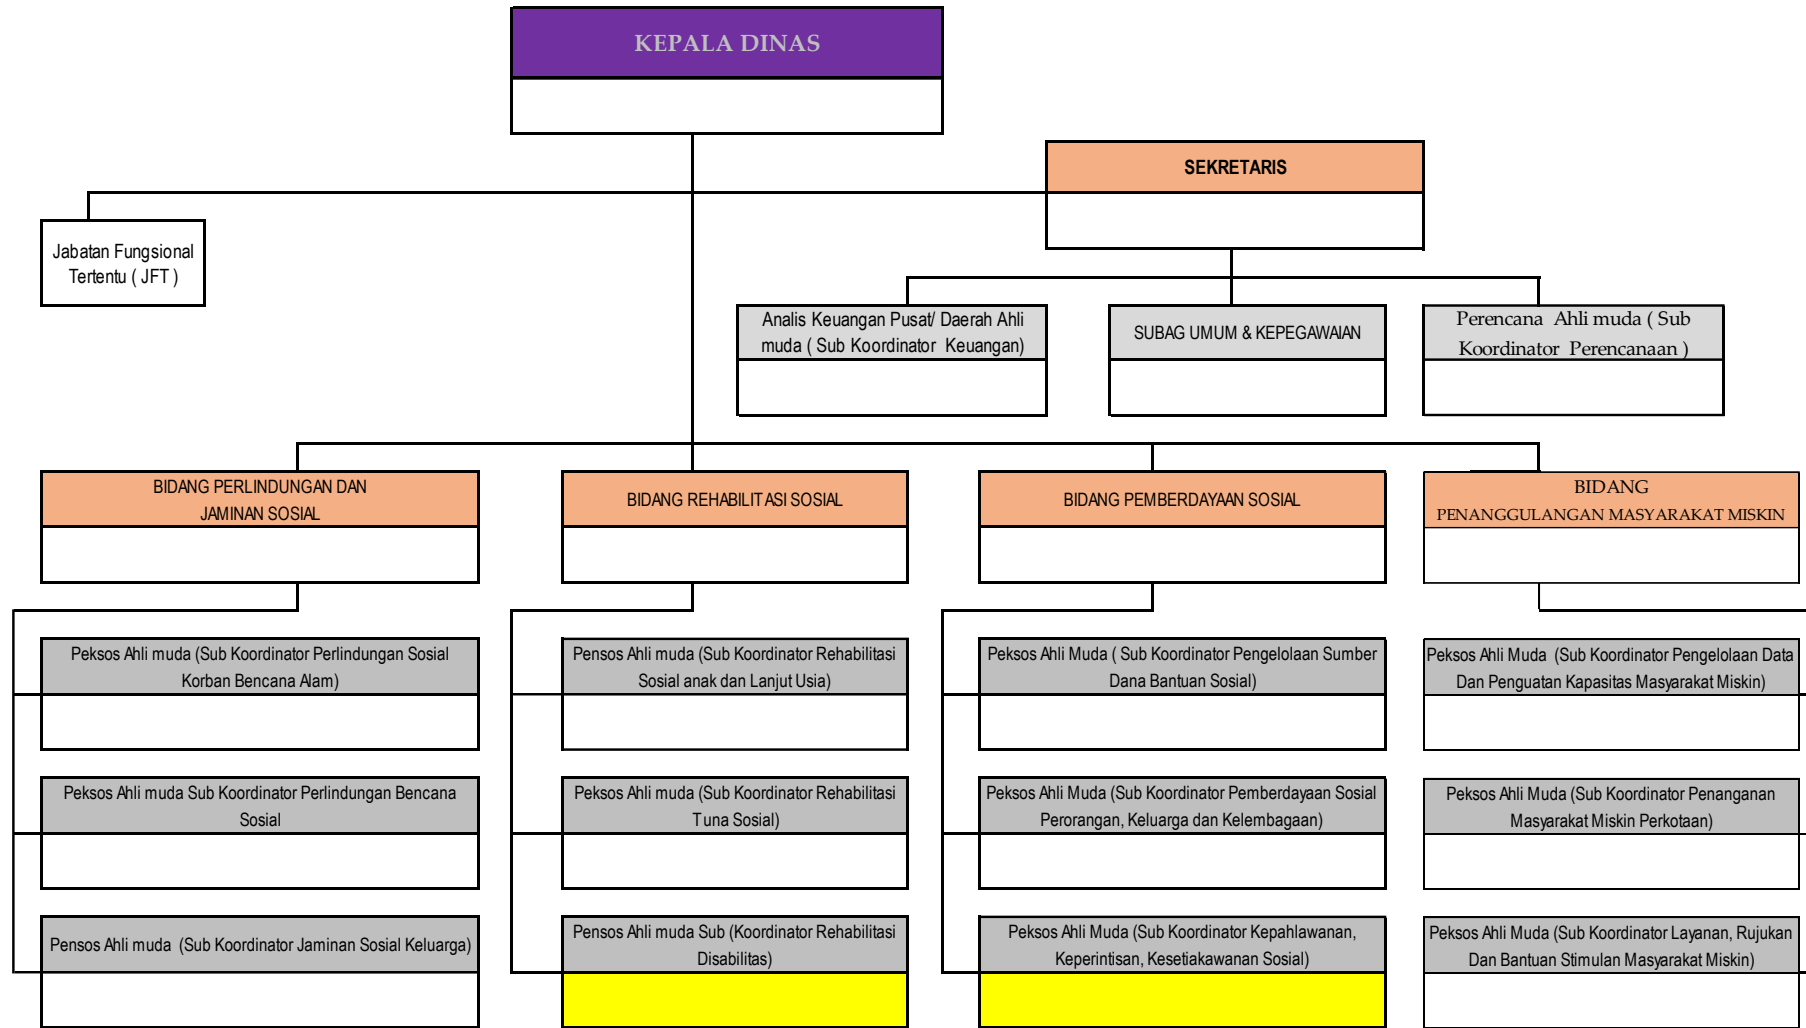 KEPALA DINAS
SEKRETARIS
Jabatan Fungsional
Tertentu ( JFT )
Analis Keuangan Pusat/ Daerah Ahli
muda ( Sub Koordinator Keuangan)
SUBAG UMUM & KEPEGAWAIAN
Perencana Ahli muda ( Sub
Koordinator Perencanaan )
BIDANG PERLINDUNGAN DAN
JAMINAN SOSIAL
BIDANG REHABILITASI SOSIAL
BIDANG PEMBERDAYAAN SOSIAL
BIDANG
PENANGGULANGAN MASYARAKAT MISKIN
Peksos Ahli muda (Sub Koordinator Perlindungan Sosial
Korban Bencana Alam)
Pensos Ahli muda (Sub Koordinator Rehabilitasi
Sosial anak dan Lanjut Usia)
Peksos Ahli Muda ( Sub Koordinator Pengelolaan Sumber
Dana Bantuan Sosial)
Peksos Ahli Muda (Sub Koordinator Pengelolaan Data
Dan Penguatan Kapasitas Masyarakat Miskin)
Peksos Ahli muda Sub Koordinator Perlindungan Bencana
Sosial
Peksos Ahli muda (Sub Koordinator Rehabilitasi
Tuna Sosial)
Peksos Ahli Muda (Sub Koordinator Pemberdayaan Sosial
Perorangan, Keluarga dan Kelembagaan)
Peksos Ahli Muda (Sub Koordinator Penanganan
Masyarakat Miskin Perkotaan)
Pensos Ahli muda (Sub Koordinator Jaminan Sosial Keluarga)
Pensos Ahli muda Sub (Koordinator Rehabilitasi
Disabilitas)
Peksos Ahli Muda (Sub Koordinator Kepahlawanan,
Keperintisan, Kesetiakawanan Sosial)
Peksos Ahli Muda (Sub Koordinator Layanan, Rujukan
Dan Bantuan Stimulan Masyarakat Miskin)